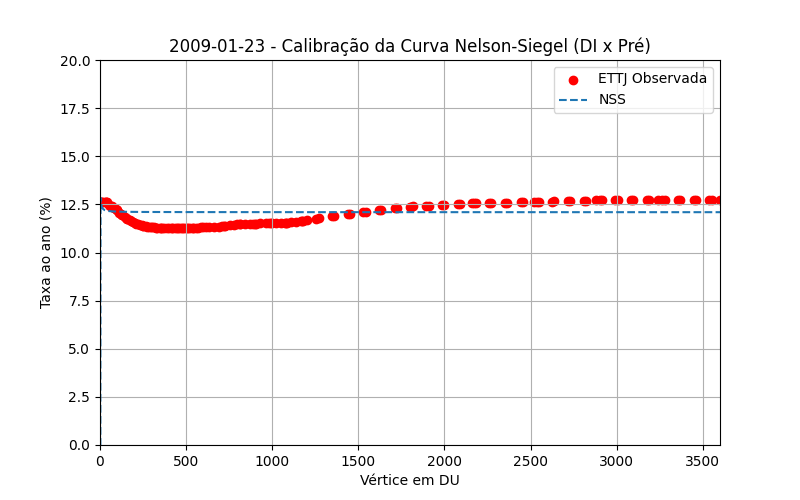 2009-01-23 - Calibração da Curva Nelson-Siegel (DI x Pré)
ETTJ Observada
NSS
Taxa ao ano (%)
20.0
17.5
15.0
12.5
10.0
7.5
5.0
2.5
0.0
0 500 1000 1500 2000 2500 3000 3500
Vértice em DU